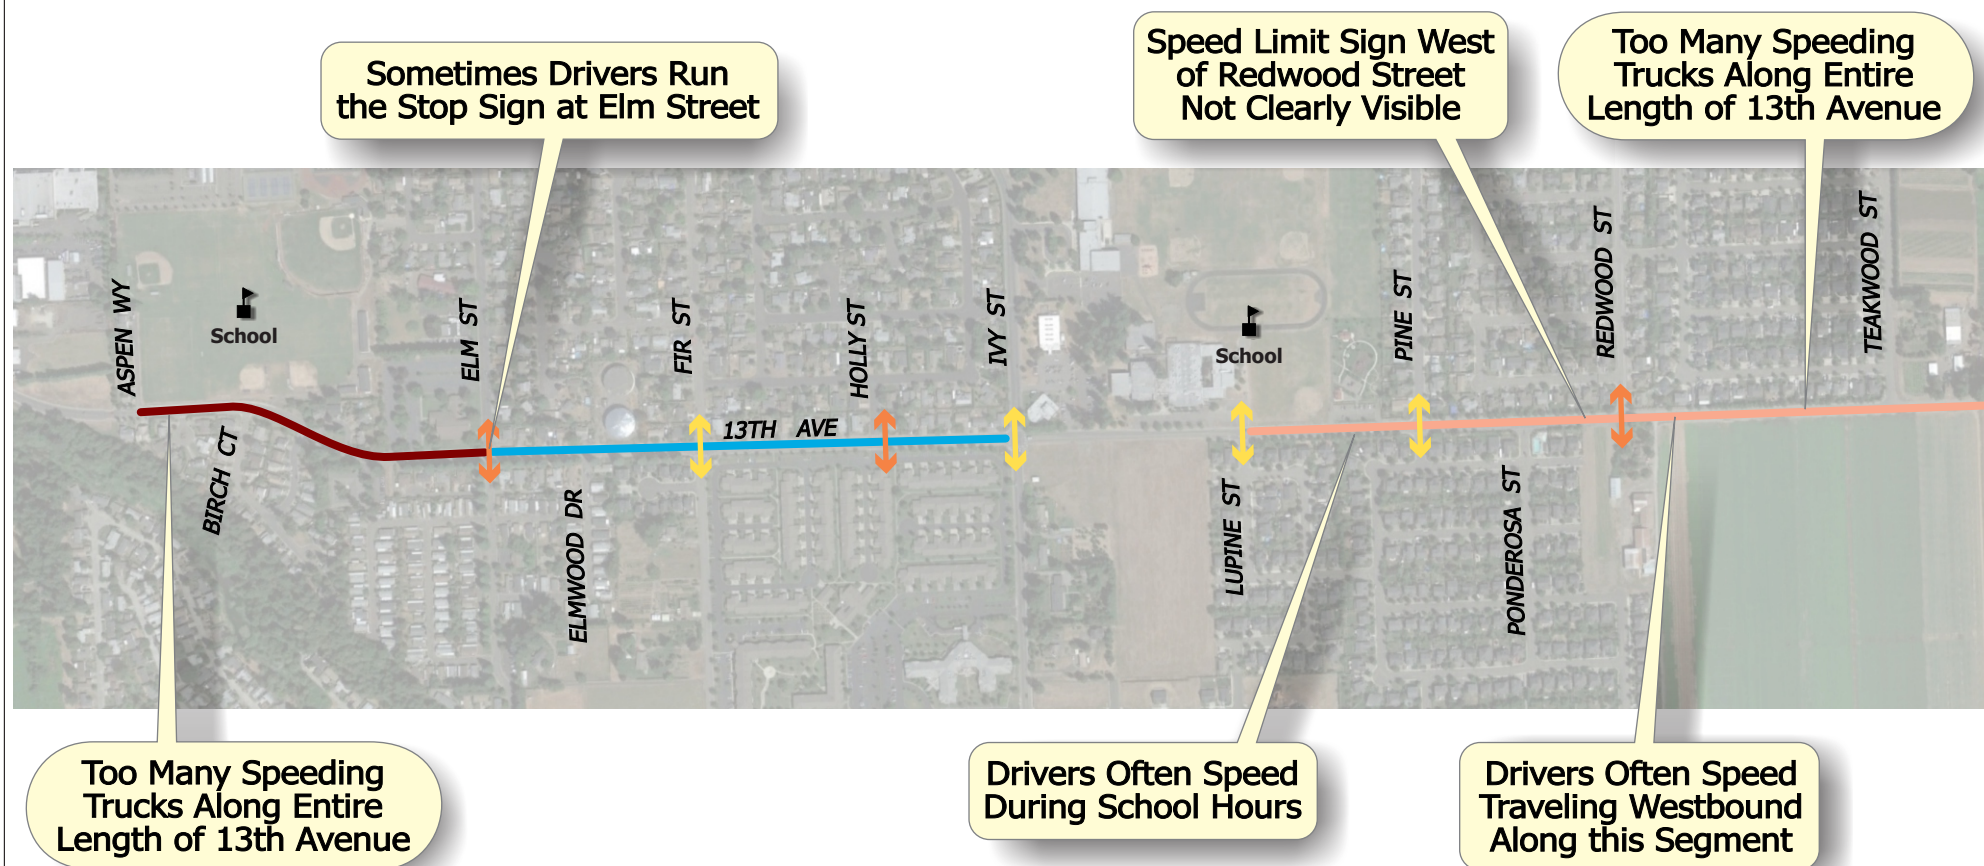 Sometimes Drivers Run
the Stop Sign at Elm Street
Speed Limit Sign West
of Redwood Street
Not Clearly Visible
Too Many Speeding
Trucks Along Entire
Length of 13th Avenue
ASPEN WY
School
BIRCH CT
ELM ST
ELMWOOD DR
FIR ST
13TH AVE
HOLLY ST
IVY ST
School
LUPINE ST
PINE ST
PONDEROSA ST
REDWOOD ST
TEAKWOOD ST
Too Many Speeding
Trucks Along Entire
Length of 13th Avenue
Drivers Often Speed
During School Hours
Drivers Often Speed
Traveling Westbound
Along this Segment